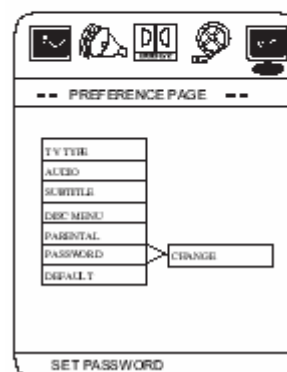 -- PREFERENCE PAGE --
TV TYPE
AUDIO
SUBTITLE
DISC MENU
PARENTAL
PASSWORD
CHANGE
DEFAULT
SET PASSWORD